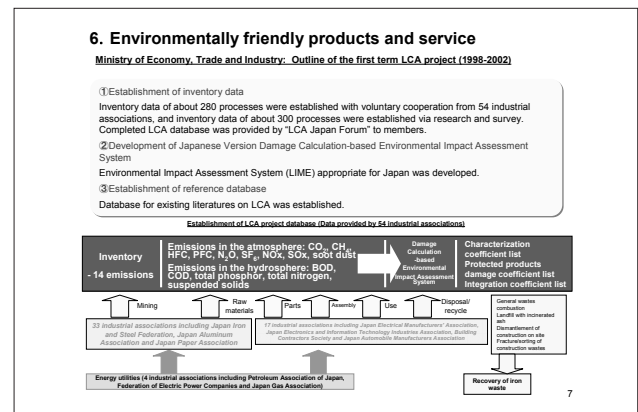 6. Environmentally friendly products and service
Ministry of Economy, Trade and Industry: Outline of the first term LCA project (1998-2002)
①Establishment of inventory data
Inventory data of about 280 processes were established with voluntary cooperation from 54 industrial
associations, and inventory data of about 300 processes were established via research and survey.
Completed LCA database was provided by "LCA Japan Forum" to members.
②Development of Japanese Version Damage Calculation-based Environmental Impact Assessment
System
Environmental Impact Assessment System (LIME) appropriate for Japan was developed.
③Establishment of reference database
Database for existing literatures on LCA was established.
Establishment of LCA project database (Data provided by 54 industrial associations)
Inventory
- 14 emissions
Emissions in the atmosphere: CO2, CH4,
HFC, PFC, N2O, SF6, NOx, SOx, soot dust
Emissions in the hydrosphere: BOD,
COD, total phosphor, total nitrogen,
suspended solids
Damage
Calculation
-based
Environmental
Impact Assessment
System
Characterization
coefficient list
Protected products
damage coefficient list
Integration coefficient list
Mining
Raw
materials
Parts
Assembly
Use
Disposal/
recycle
33 industrial associations including Japan Iron
and Steel Federation, Japan Aluminum
Association and Japan Paper Association
17 industrial associations including Japan Electrical Manufacturers' Association,
Japan Electronics and Information Technology Industries Association, Building
Contractors Society and Japan Automobile Manufacturers Association
General wastes
combustion
Landfill with incinerated
ash
Dismantlement of
construction on site
Fracture/sorting of
construction wastes
Energy utilities (4 industrial associations including Petroleum Association of Japan,
Federation of Electric Power Companies and Japan Gas Association)
Recovery of iron
waste
7